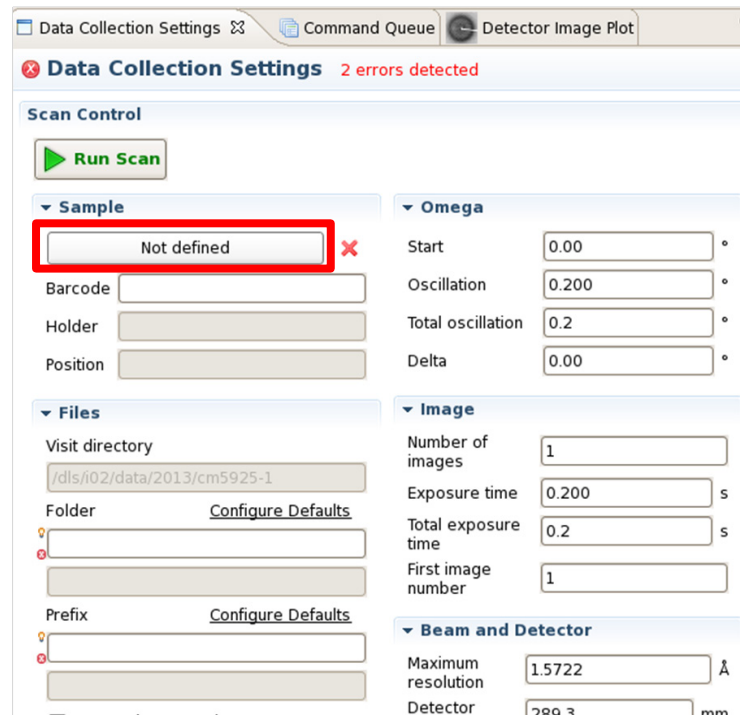 Data Collection Settings
Command Queue
Detector Image Plot
Data Collection Settings 2 errors detected
Scan Control
Run Scan
Sample
Not defined
Barcode
Holder
Position
Files
Visit directory
/dls/i02/data/2013/cm5925-1
Folder Configure Defaults
Prefix Configure Defaults
Omega
Start 0.00 °
Oscillation 0.200 °
Total oscillation 0.2 °
Delta 0.00 °
Image
Number of
images 1
Exposure time 0.200 s
Total exposure
time 0.2 s
First image
number 1
Beam and Detector
Maximum
resolution 1.5722 Å
Detector
289.3 mm